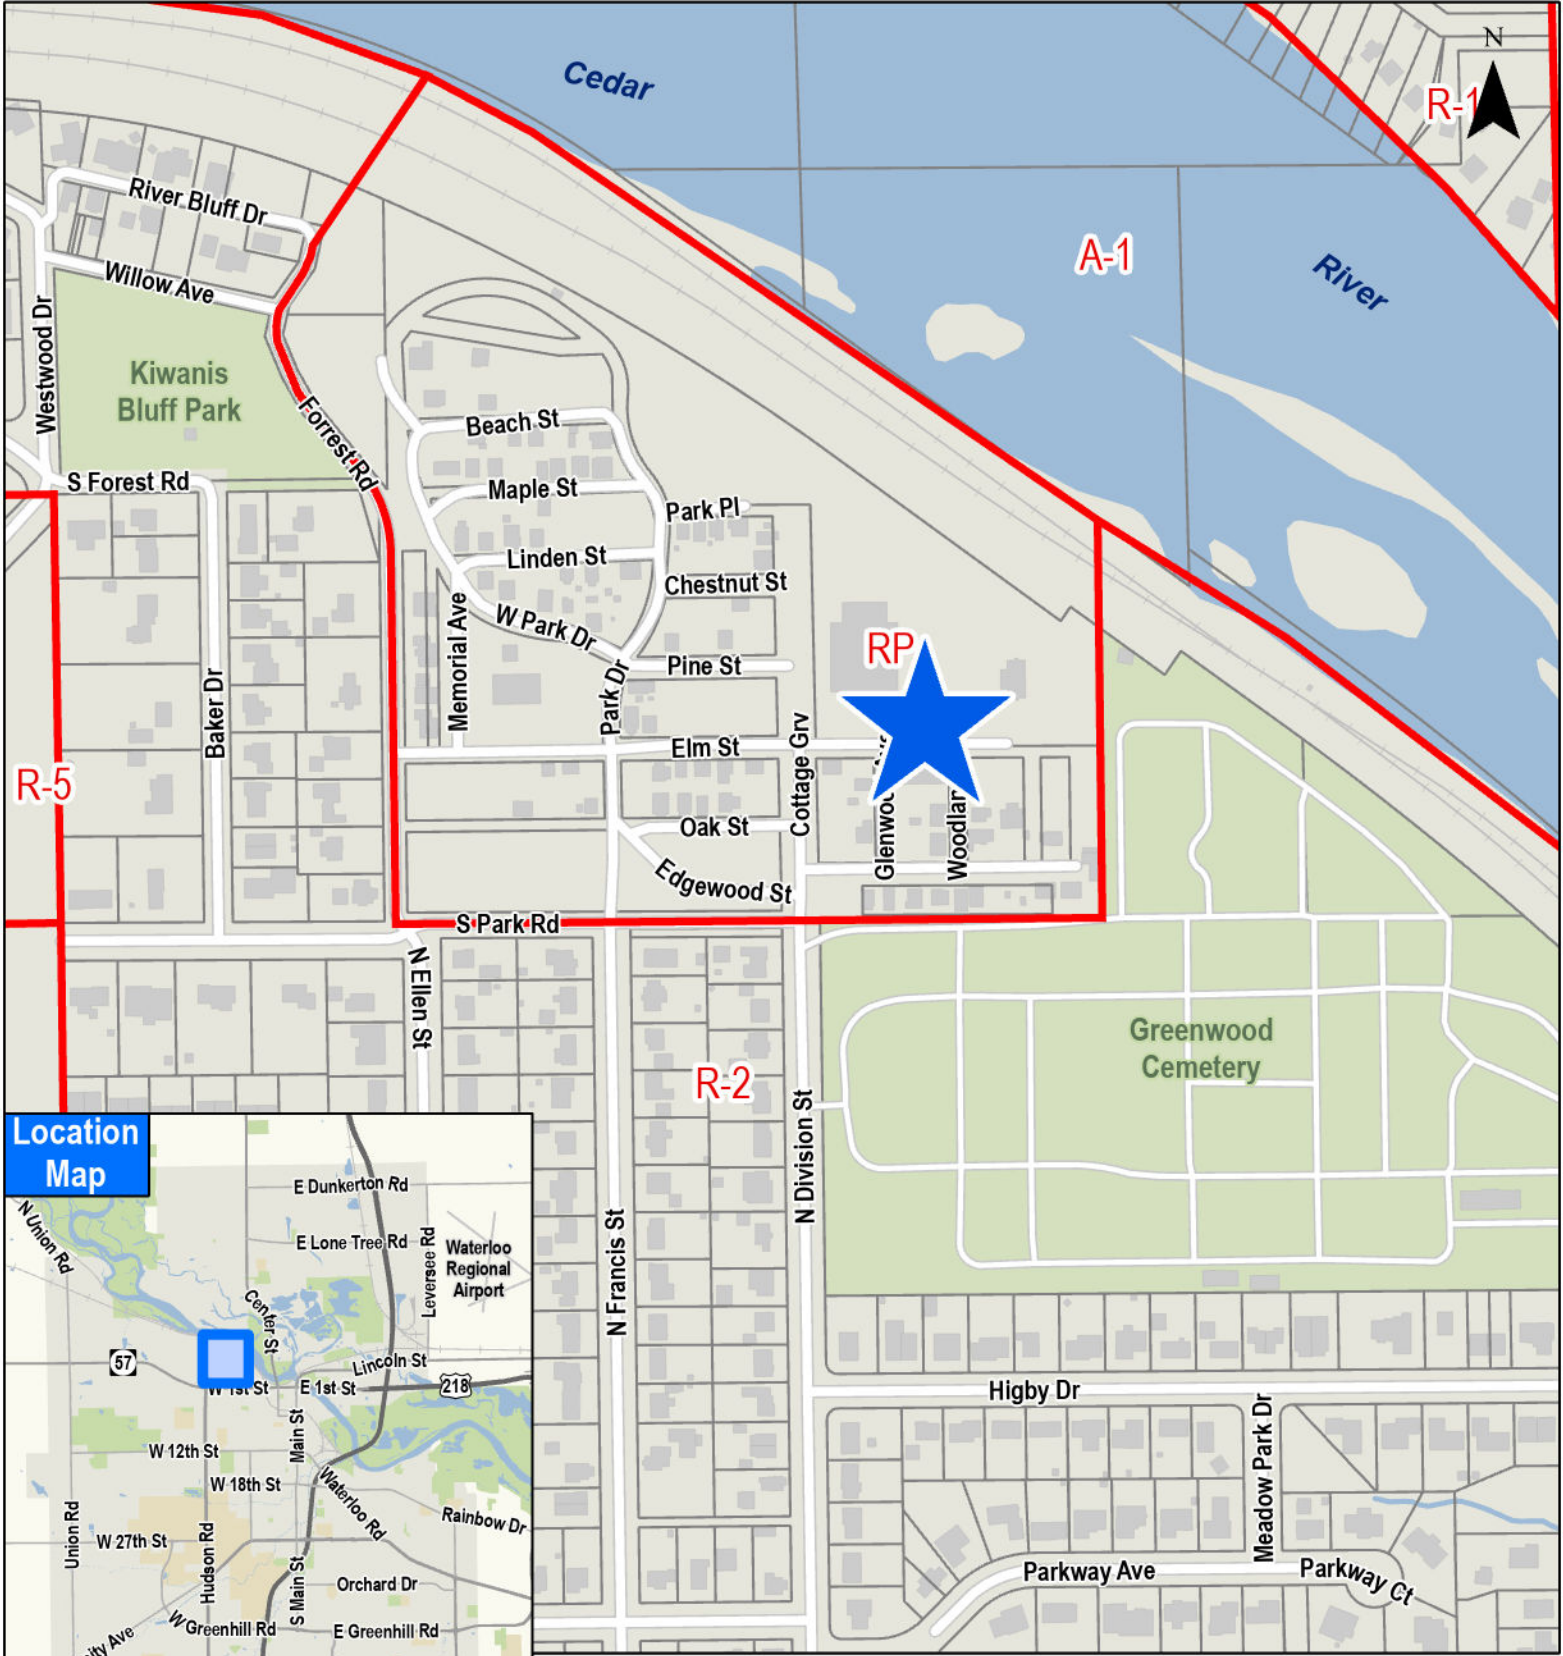 Cedar
N
R-1
River Bluff Dr
A-1
River
Willow Ave
Westwood Dr
Kiwanis
Bluff Park
Forrest Rd
Beach St
S Forest Rd
Maple St
Park Pl
Linden St
Chestnut St
W Park Dr
Memorial Ave
RP
Pine St
Park Dr
Baker Dr
Elm St
Cottage Grv
R-5
Oak St
Edgewood St
S Park Rd
N Ellen St
Greenwood
Cemetery
R-2
N Division St
N Francis St
Higby Dr
Meadow Park Dr
Parkway Ave
Parkway Ct
Location
Map
E Dunkerton Rd
N Union Rd
E Lone Tree Rd
Leversee Rd
Waterloo
Regional
Airport
Center St
57
Lincoln St
W 1st St
E 1st St
218
Main St
W 12th St
W 18th St
Waterloo Rd
Rainbow Dr
Union Rd
W 27th St
Hudson Rd
S Main St
Orchard Dr
W Greenhill Rd
E Greenhill Rd